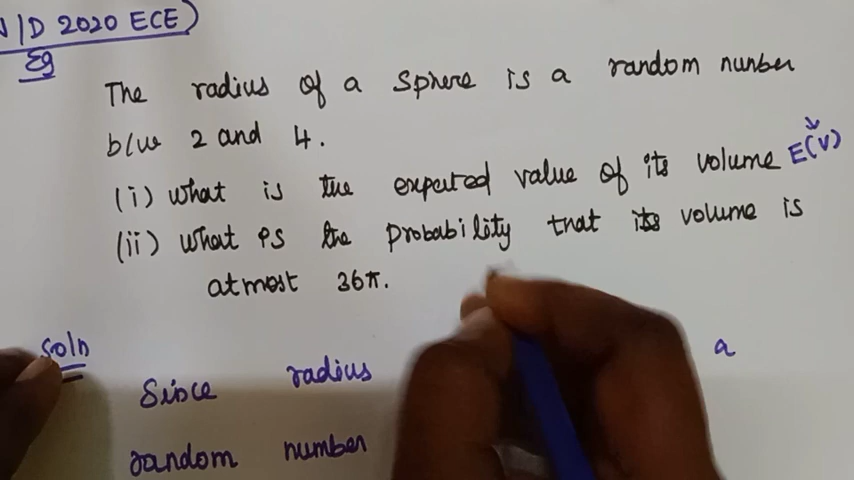 N/D 2020 ECE)
Eg
The radius of a sphere is a random number
b/w 2 and 4.
(i) what is the expected value of its volume E(V)
(ii) what is the probability that its volume is
atmost 36π.
Soln
Since radius a
random number